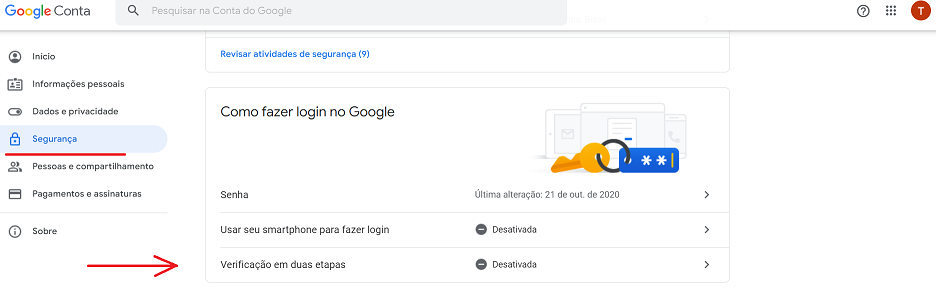 Google Conta
Pesquisar na Conta do Google
T
Início
Informações pessoais
Dados e privacidade
Segurança
Pessoas e compartilhamento
Pagamentos e assinaturas
Sobre
Revisar atividades de segurança (9)
Como fazer login no Google
Senha Última alteração: 21 de out. de 2020
Usar seu smartphone para fazer login Desativada
Verificação em duas etapas Desativada